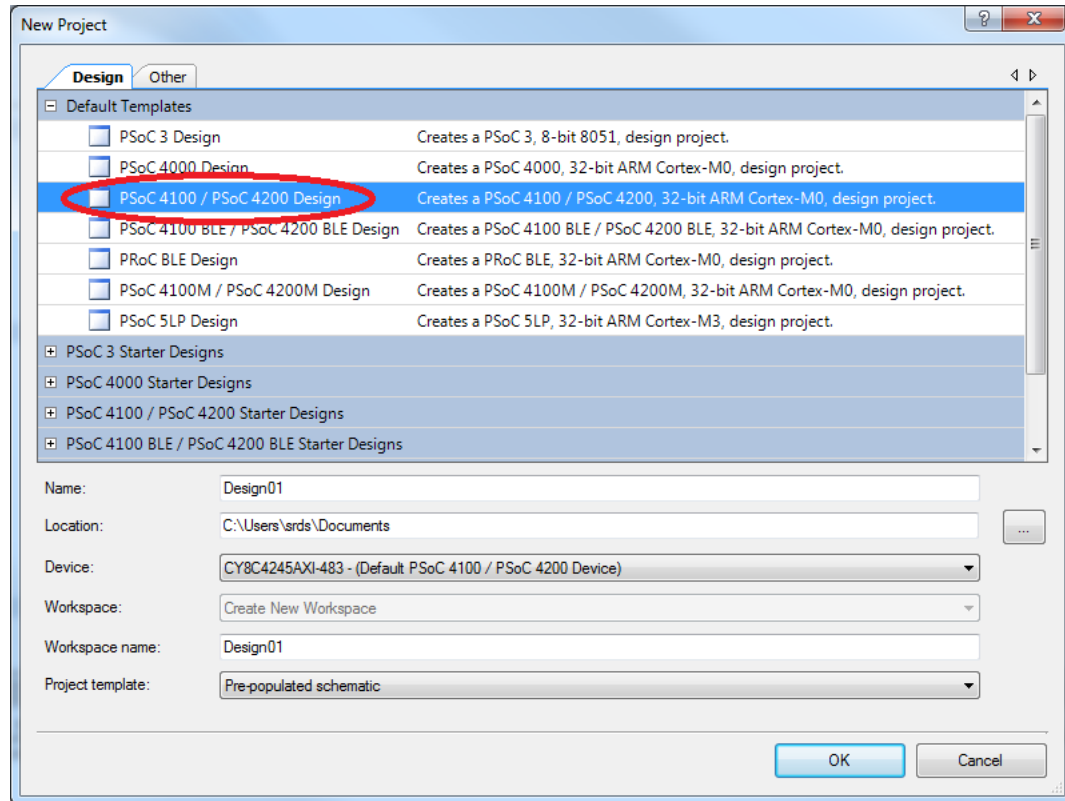 New Project
Design Other
Default Templates
PSoC 3 Design Creates a PSoC 3, 8-bit 8051, design project.
PSoC 4000 Design Creates a PSoC 4000, 32-bit ARM Cortex-M0, design project.
PSoC 4100 / PSoC 4200 Design Creates a PSoC 4100 / PSoC 4200, 32-bit ARM Cortex-M0, design project.
PSoC 4100 BLE / PSoC 4200 BLE Design Creates a PSoC 4100 BLE / PSoC 4200 BLE, 32-bit ARM Cortex-M0, design project.
PRoC BLE Design Creates a PRoC BLE, 32-bit ARM Cortex-M0, design project.
PSoC 4100M / PSoC 4200M Design Creates a PSoC 4100M / PSoC 4200M, 32-bit ARM Cortex-M0, design project.
PSoC 5LP Design Creates a PSoC 5LP, 32-bit ARM Cortex-M3, design project.
PSoC 3 Starter Designs
PSoC 4000 Starter Designs
PSoC 4100 / PSoC 4200 Starter Designs
PSoC 4100 BLE / PSoC 4200 BLE Starter Designs
Name: Design01
Location: C:\Users\srds\Documents ...
Device: CY8C4245AXI-483 - (Default PSoC 4100 / PSoC 4200 Device)
Workspace: Create New Workspace
Workspace name: Design01
Project template: Pre-populated schematic
OK Cancel